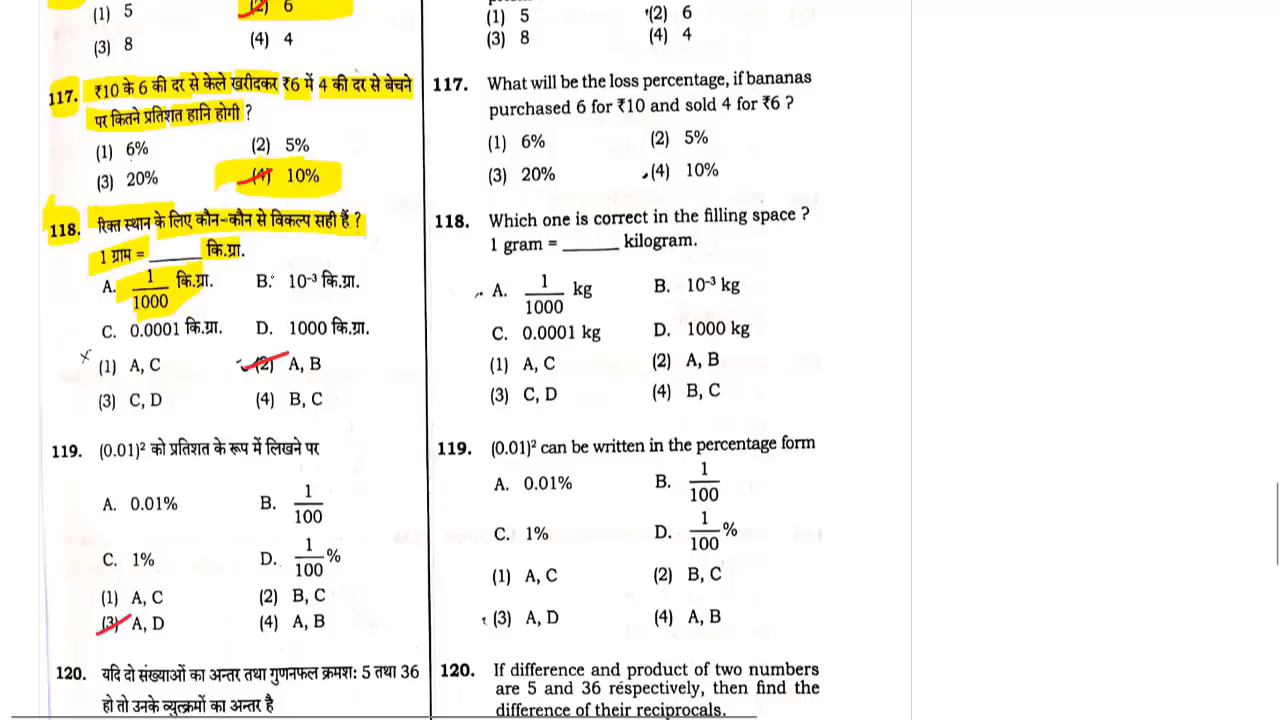 (1) 5 (2) 6
(3) 8 (4) 4
117. ₹10 के 6 की दर से केले खरीदकर ₹6 में 4 की दर से बेचने
पर कितने प्रतिशत हानि होगी ?
(1) 6% (2) 5%
(3) 20% (4) 10%
118. रिक्त स्थान के लिए कौन-कौन से विकल्प सही हैं ?
1 ग्राम = ______ कि.ग्रा.
A. 1/1000 कि.ग्रा. B. 10⁻³ कि.ग्रा.
C. 0.0001 कि.ग्रा. D. 1000 कि.ग्रा.
(1) A, C (2) A, B
(3) C, D (4) B, C
119. (0.01)² को प्रतिशत के रूप में लिखने पर
A. 0.01% B. 1/100
C. 1% D. 1/100 %
(1) A, C (2) B, C
(3) A, D (4) A, B
120. यदि दो संख्याओं का अन्तर तथा गुणनफल क्रमशः 5 तथा 36
हो तो उनके व्युत्क्रमों का अन्तर है
(1) 5 (2) 6
(3) 8 (4) 4
117. What will be the loss percentage, if bananas
purchased 6 for ₹10 and sold 4 for ₹6 ?
(1) 6% (2) 5%
(3) 20% (4) 10%
118. Which one is correct in the filling space ?
1 gram = ______ kilogram.
A. 1/1000 kg B. 10⁻³ kg
C. 0.0001 kg D. 1000 kg
(1) A, C (2) A, B
(3) C, D (4) B, C
119. (0.01)² can be written in the percentage form
A. 0.01% B. 1/100
C. 1% D. 1/100 %
(1) A, C (2) B, C
(3) A, D (4) A, B
120. If difference and product of two numbers
are 5 and 36 respectively, then find the
difference of their reciprocals.